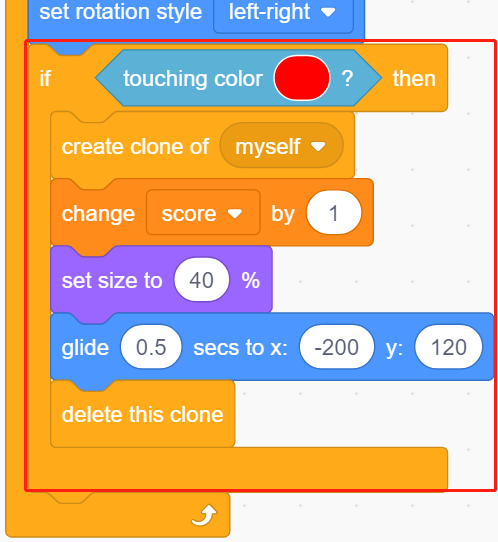 set rotation style left-right
if touching color ? then
create clone of myself
change score by 1
set size to 40 %
glide 0.5 secs to x: -200 y: 120
delete this clone